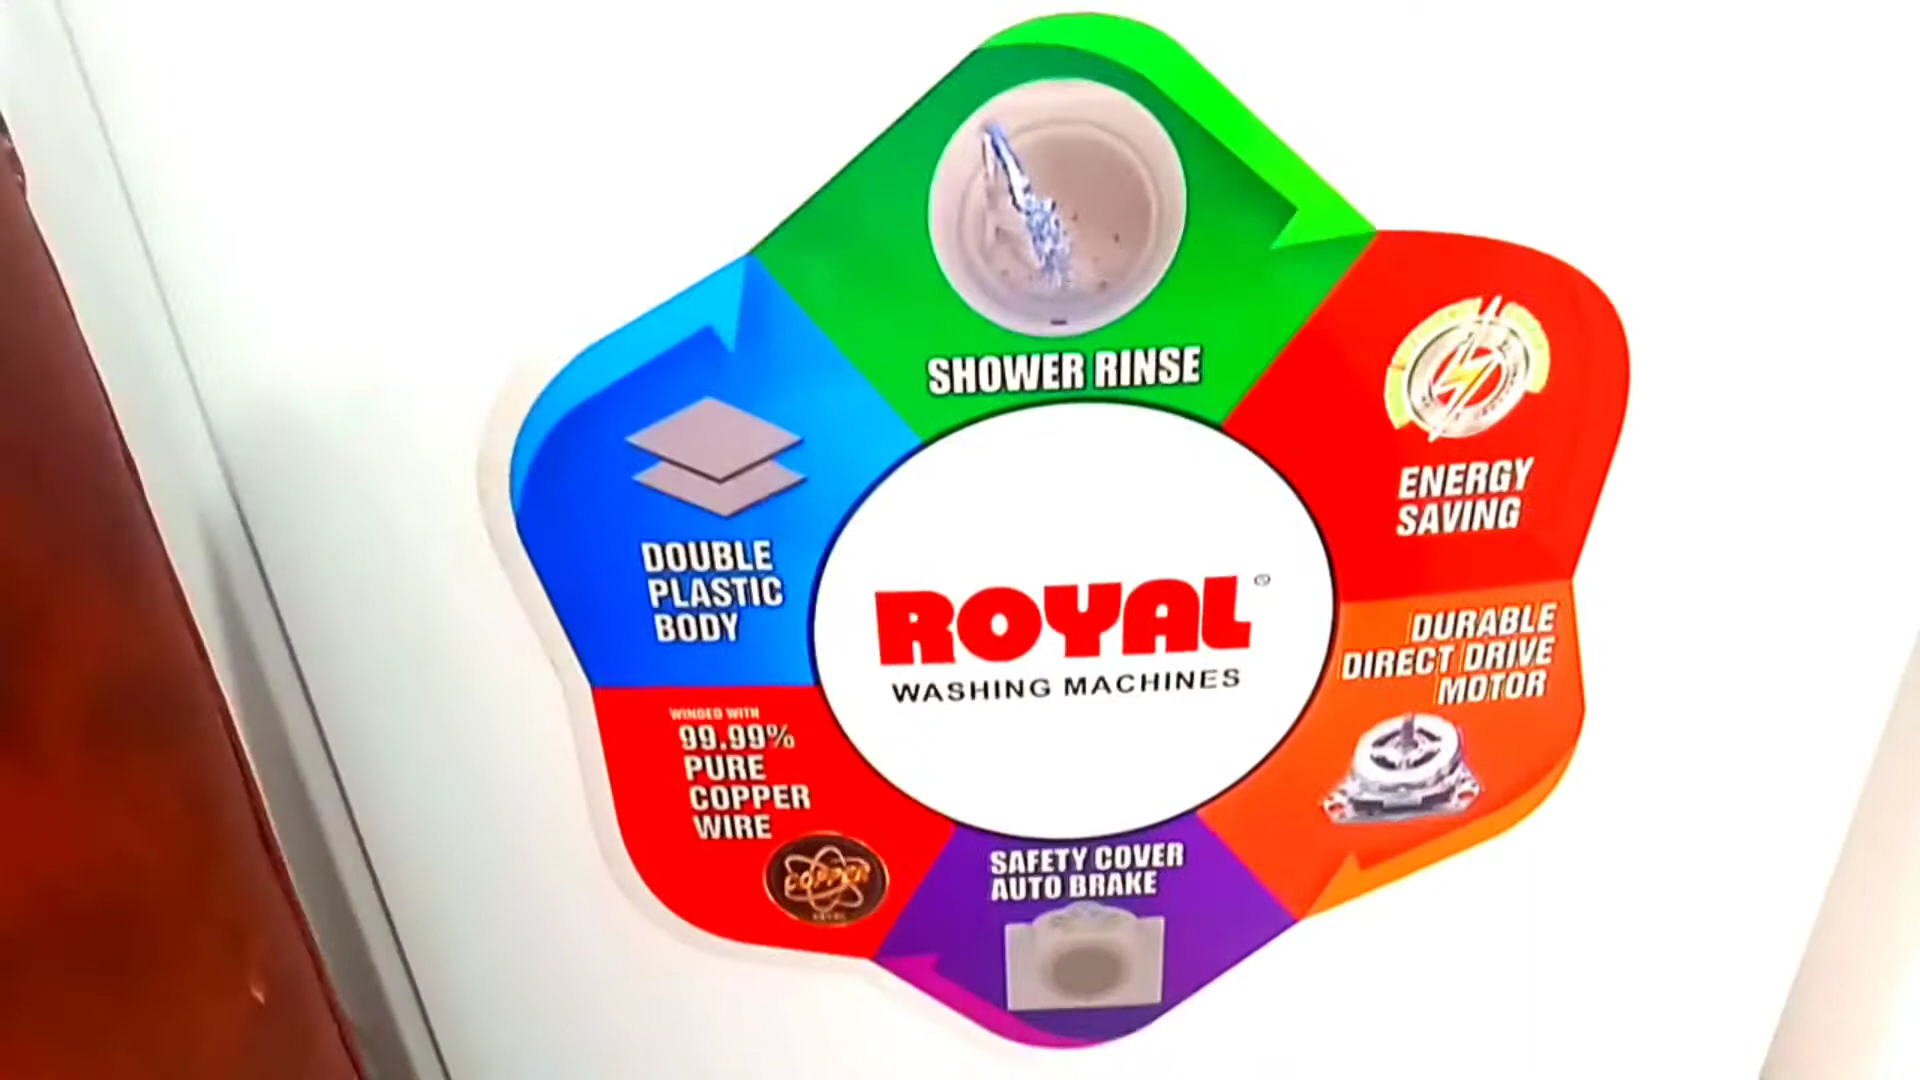 SHOWER RINSE
ENERGY
SAVING
DURABLE
DIRECT DRIVE
MOTOR
SAFETY COVER
AUTO BRAKE
WINDED WITH
99.99%
PURE
COPPER
WIRE
COPPER
DOUBLE
PLASTIC
BODY
ROYAL®
WASHING MACHINES